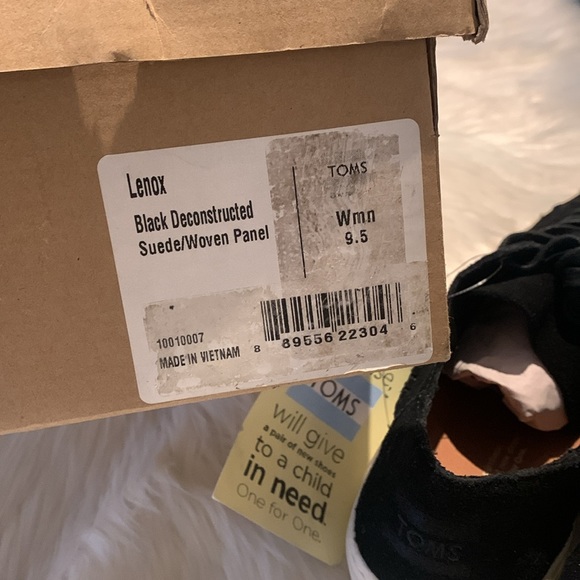 Lenox
Black Deconstructed
Suede/Woven Panel
TOMS
Wmn
9.5
10010007
MADE IN VIETNAM
8 89556 22304 6
se,
TOMS
will give
a pair of new shoes
to a child
in need.
One for One.
TOMS